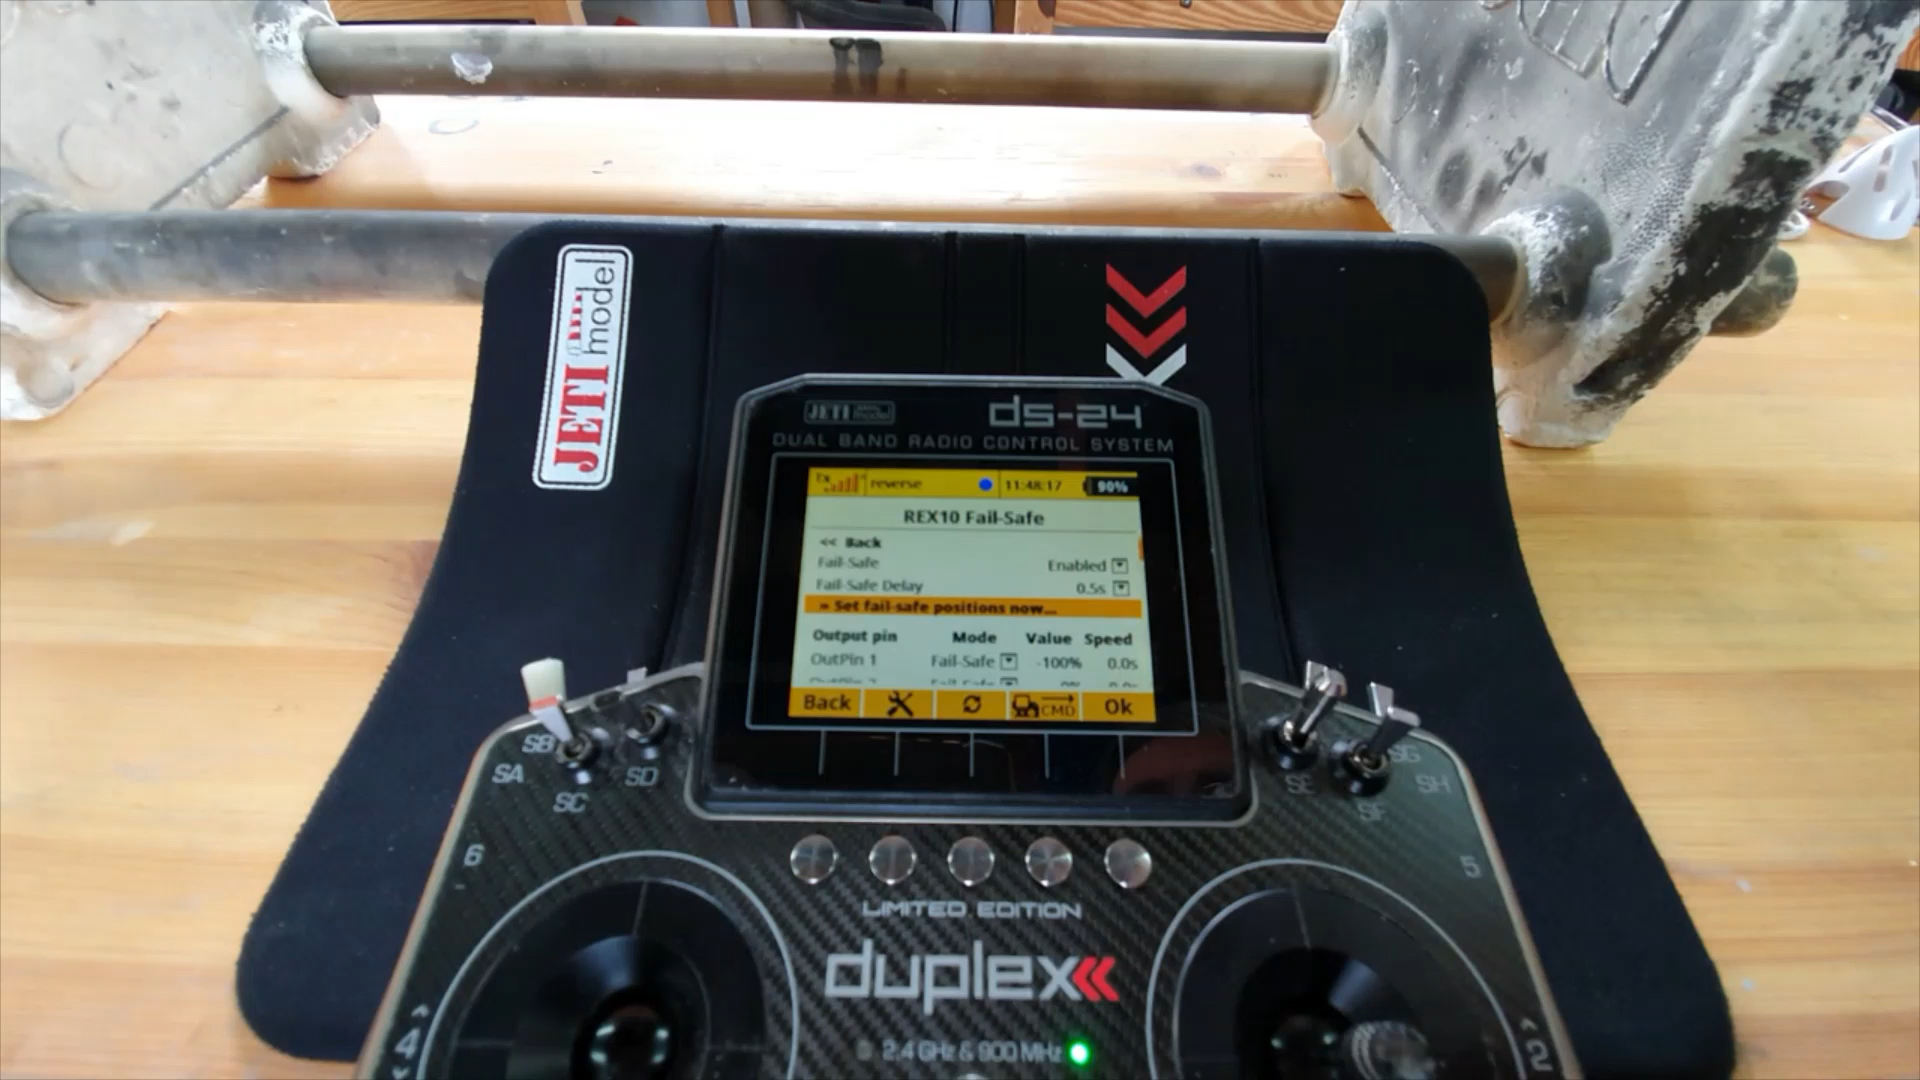 JETI model
JETI model
ds-24
DUAL BAND RADIO CONTROL SYSTEM
Rx reverse 11:48:17 90%
REX10 Fail-Safe
<< Back
Fail-Safe Enabled
Fail-Safe Delay 0.5s
» Set fail-safe positions now...
Output pin Mode Value Speed
OutPin 1 Fail-Safe -100% 0.0s
Back CMD Ok
SB
SA
SD
SC
SE
SG
SH
SF
6
5
LIMITED EDITION
duplex
4
2
2.4 GHz & 900 MHz